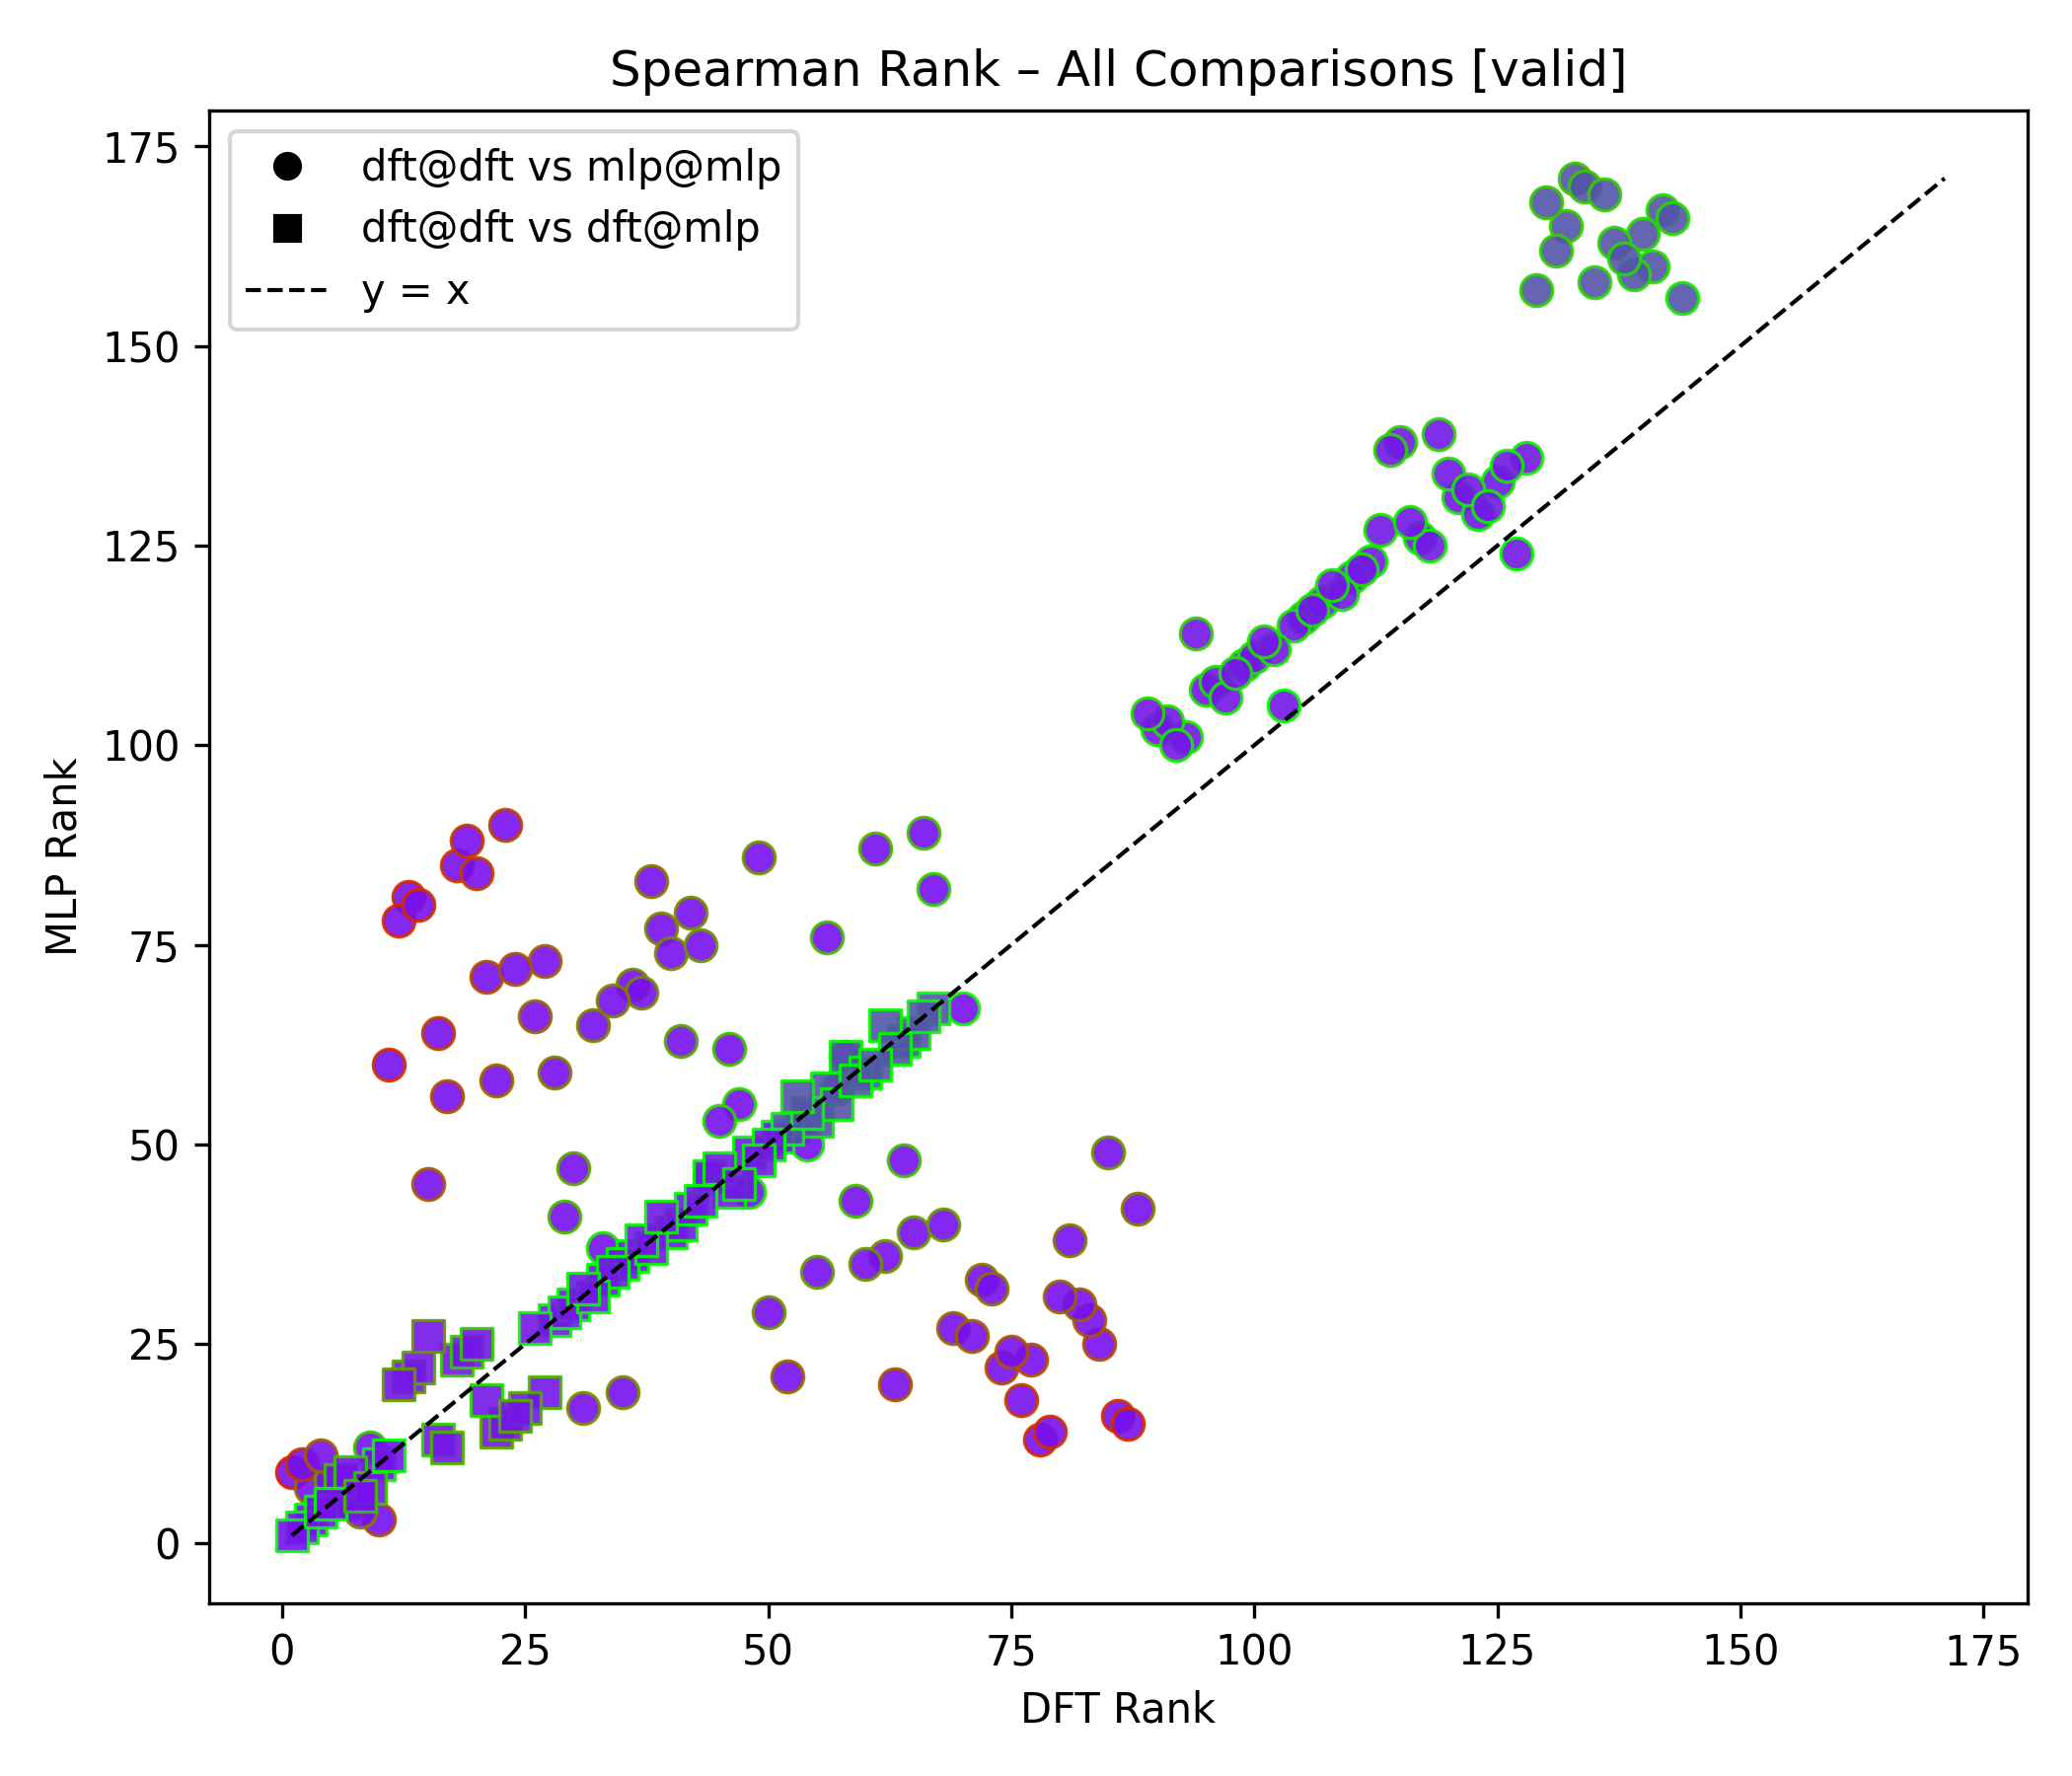 Spearman Rank – All Comparisons [valid]
dft@dft vs mlp@mlp
dft@dft vs dft@mlp
y = x
MLP Rank
175
150
125
100
75
50
25
0
0 25 50 75 100 125 150 175
DFT Rank